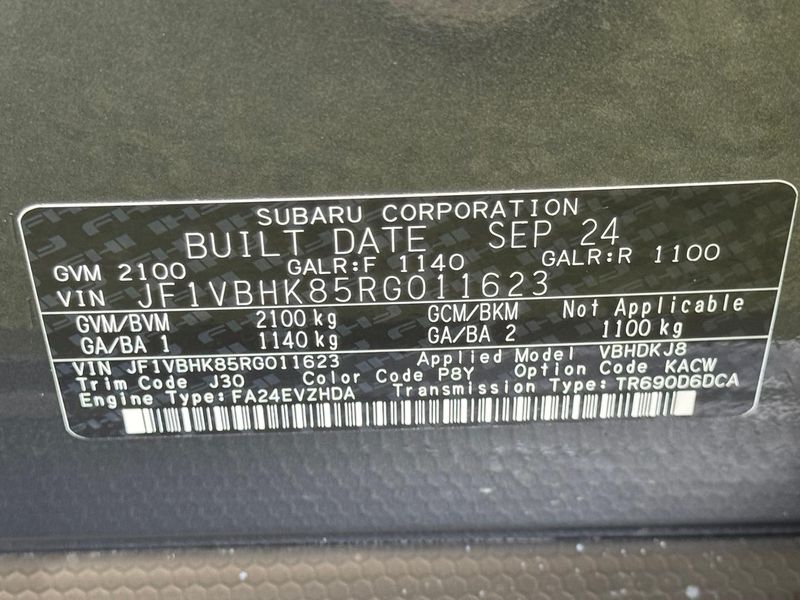 SUBARU CORPORATION
BUILT DATE SEP 24
GVM 2100 GALR:F 1140 GALR:R 1100
VIN JF1VBHK85RG011623
GVM/BVM 2100 kg GCM/BKM Not Applicable
GA/BA 1 1140 kg GA/BA 2 1100 kg
VIN JF1VBHK85RG011623 Applied Model VBHDKJ8
Trim Code J30 Color Code P8Y Option Code KACW
Engine Type: FA24EVZHDA Transmission Type: TR690D6DCA